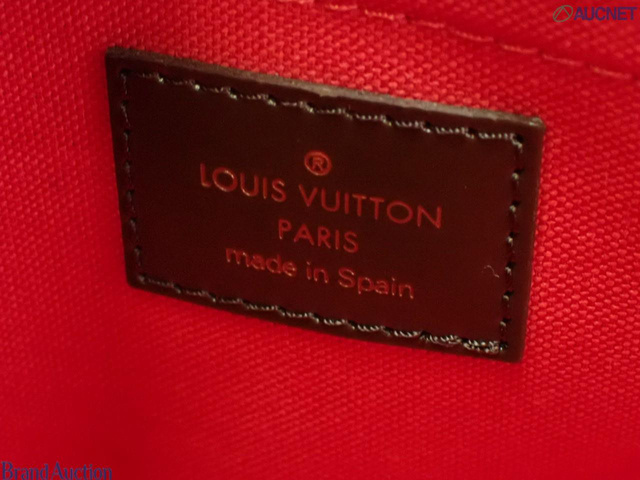 AUCNET
®
LOUIS VUITTON
PARIS
made in Spain
Brand Auction